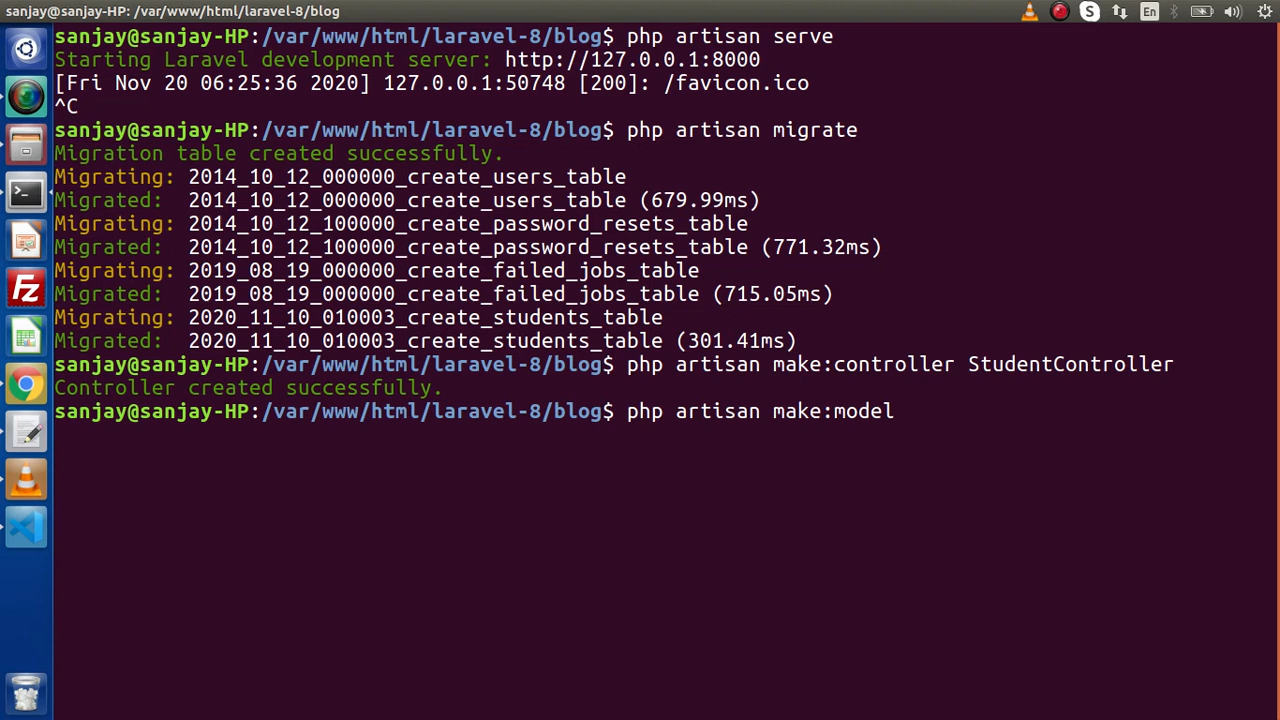 sanjay@sanjay-HP: /var/www/html/laravel-8/blog
En
sanjay@sanjay-HP:/var/www/html/laravel-8/blog$ php artisan serve
Starting Laravel development server: http://127.0.0.1:8000
[Fri Nov 20 06:25:36 2020] 127.0.0.1:50748 [200]: /favicon.ico
^C
sanjay@sanjay-HP:/var/www/html/laravel-8/blog$ php artisan migrate
Migration table created successfully.
Migrating: 2014_10_12_000000_create_users_table
Migrated:  2014_10_12_000000_create_users_table (679.99ms)
Migrating: 2014_10_12_100000_create_password_resets_table
Migrated:  2014_10_12_100000_create_password_resets_table (771.32ms)
Migrating: 2019_08_19_000000_create_failed_jobs_table
Migrated:  2019_08_19_000000_create_failed_jobs_table (715.05ms)
Migrating: 2020_11_10_010003_create_students_table
Migrated:  2020_11_10_010003_create_students_table (301.41ms)
sanjay@sanjay-HP:/var/www/html/laravel-8/blog$ php artisan make:controller StudentController
Controller created successfully.
sanjay@sanjay-HP:/var/www/html/laravel-8/blog$ php artisan make:model